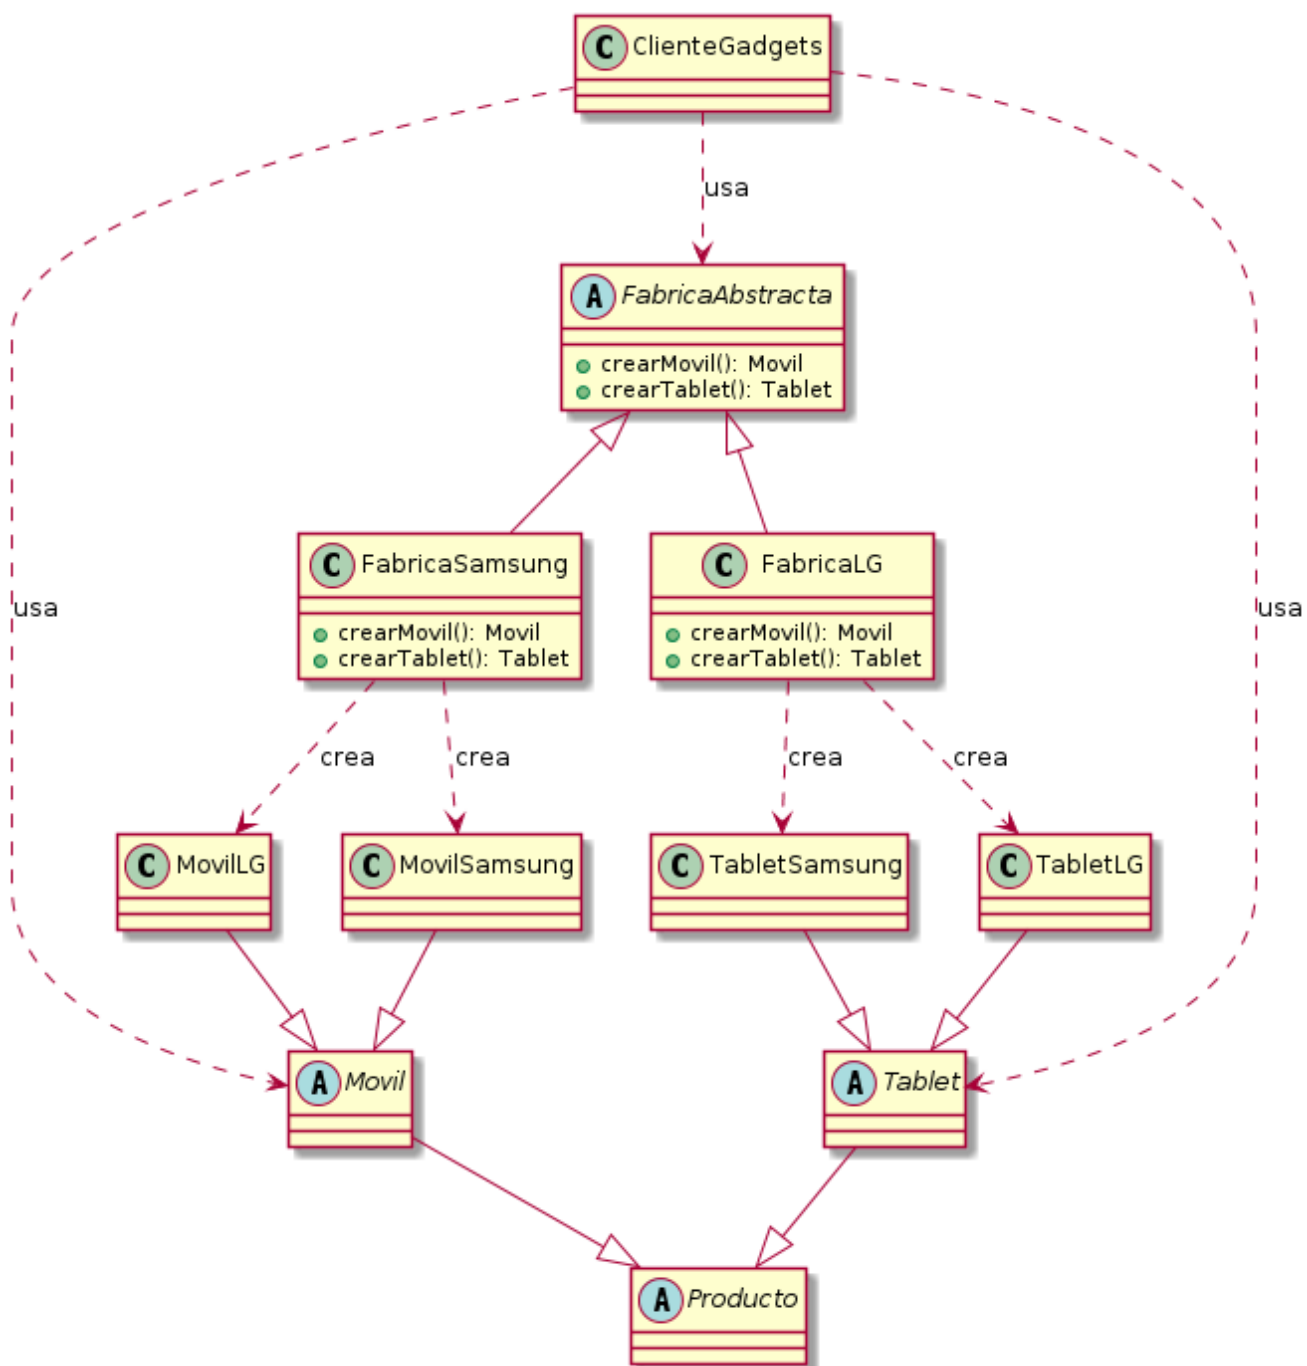 C ClienteGadgets
usa
A FabricaAbstracta
crearMovil(): Movil
crearTablet(): Tablet
C FabricaSamsung
crearMovil(): Movil
crearTablet(): Tablet
C FabricaLG
crearMovil(): Movil
crearTablet(): Tablet
usa
usa
crea
crea
crea
crea
C MovilLG
C MovilSamsung
C TabletSamsung
C TabletLG
A Movil
A Tablet
A Producto